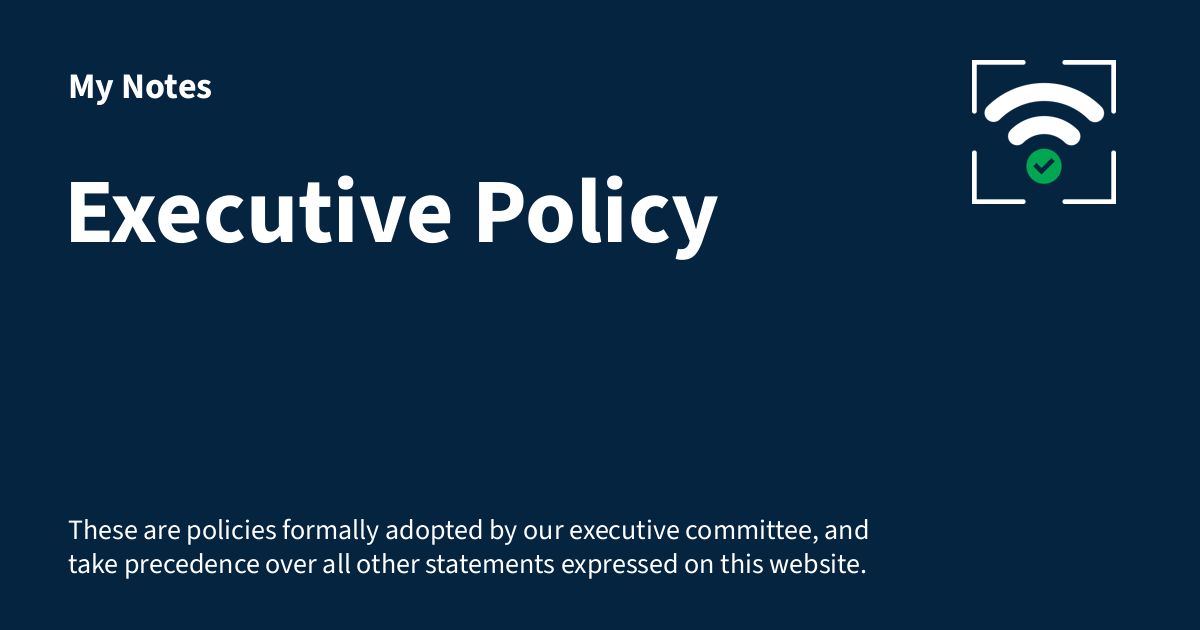 My Notes
Executive Policy
These are policies formally adopted by our executive committee, and
take precedence over all other statements expressed on this website.